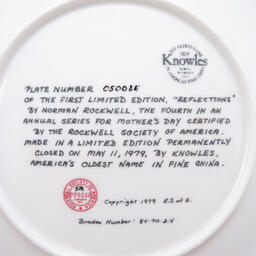 Knowles
PLATE NUMBER 05008E
OF THE FIRST LIMITED EDITION, "REFLECTIONS"
BY NORMAN ROCKWELL, THE FOURTH IN AN
ANNUAL SERIES FOR MOTHER'S DAY CERTIFIED
BY THE ROCKWELL SOCIETY OF AMERICA.
MADE IN A LIMITED EDITION PERMANENTLY
CLOSED ON MAY 11, 1979, BY KNOWLES,
AMERICA'S OLDEST NAME IN FINE CHINA.
Copyright 1979 R.S. of A.
Bradex Number: 84-70-2.4